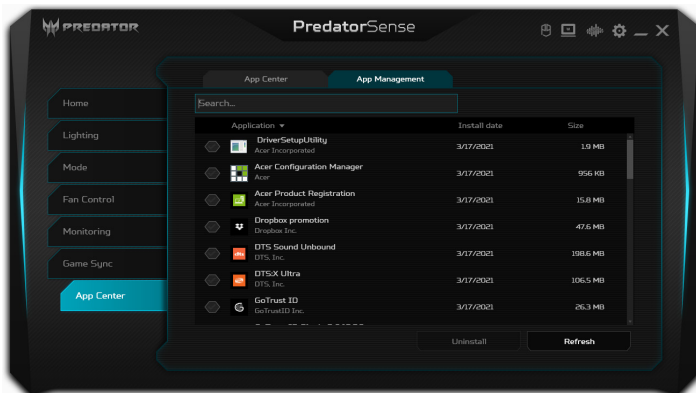 PREDATOR
PredatorSense
App Center
App Management
Home
Lighting
Mode
Fan Control
Monitoring
Game Sync
App Center
Search...
Application Install date Size
DriverSetupUtility
Acer Incorporated
3/17/2021 1.9 MB
Acer Configuration Manager
Acer
3/17/2021 956 KB
Acer Product Registration
Acer Incorporated
3/17/2021 15.8 MB
Dropbox promotion
Dropbox Inc.
3/17/2021 47.6 MB
DTS Sound Unbound
DTS, Inc.
3/17/2021 198.6 MB
DTS:X Ultra
DTS, Inc.
3/17/2021 106.5 MB
GoTrust ID
GoTrustID Inc.
3/17/2021 26.3 MB
Uninstall
Refresh